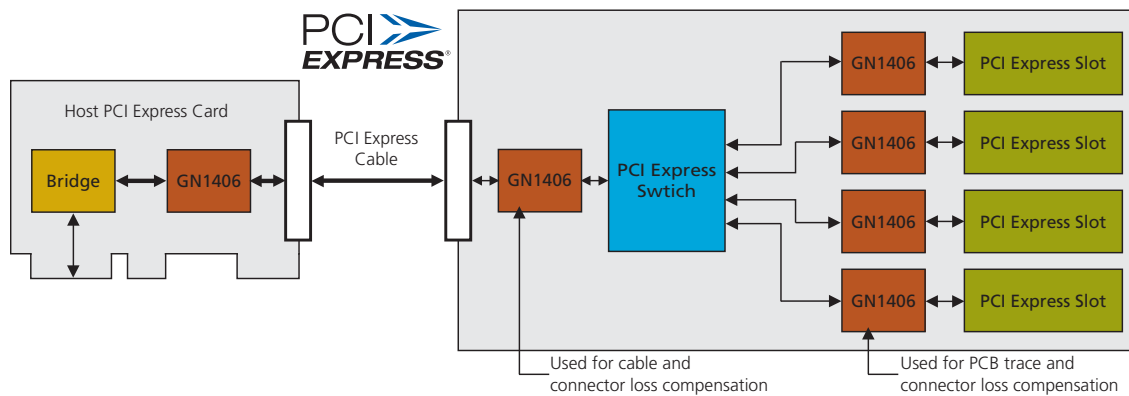 PCI
EXPRESS®
Host PCI Express Card
Bridge
GN1406
PCI Express
Cable
GN1406
PCI Express
Swtich
GN1406
PCI Express Slot
GN1406
PCI Express Slot
GN1406
PCI Express Slot
GN1406
PCI Express Slot
Used for cable and
connector loss compensation
Used for PCB trace and
connector loss compensation